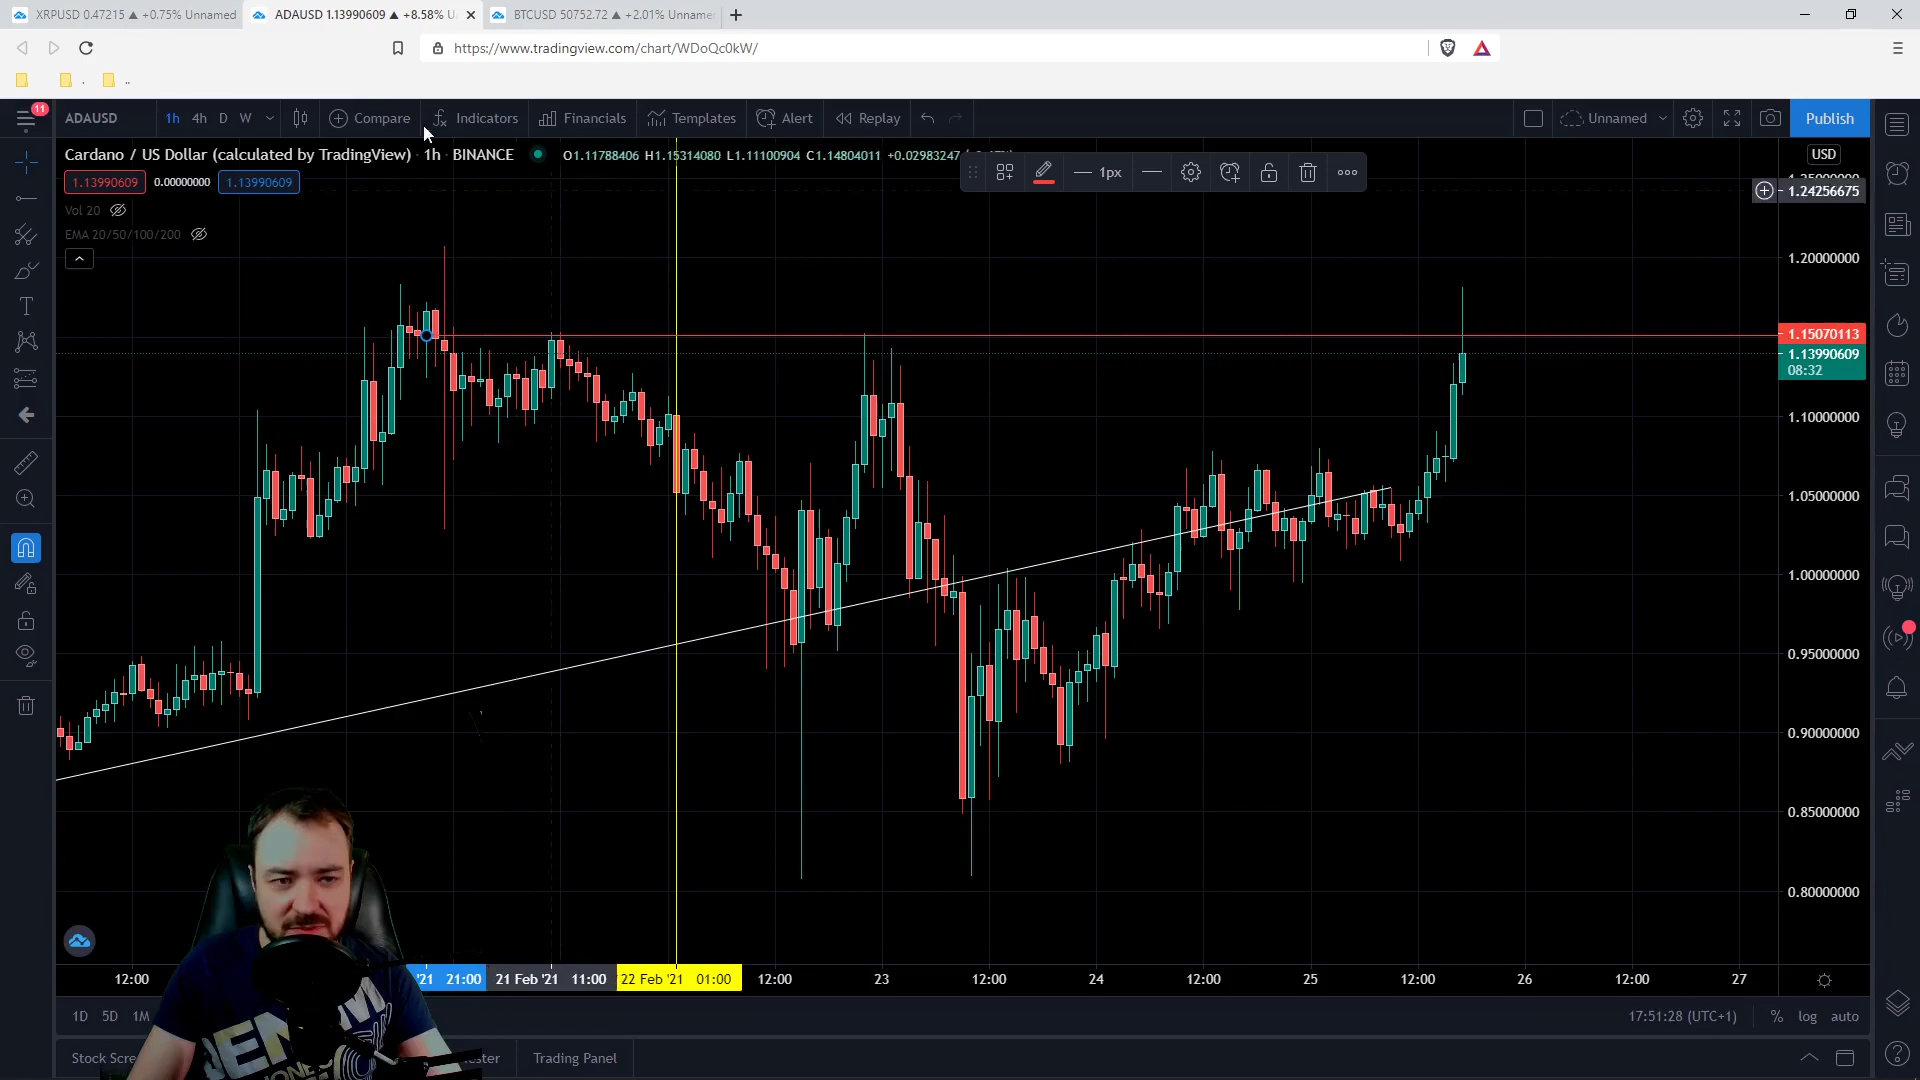 XRPUSD 0.47215 ▲ +0.75% Unnamed
ADAUSD 1.13990609 ▲ +8.58% U
BTCUSD 50752.72 ▲ +2.01% Unname
https://www.tradingview.com/chart/WDoQc0kW/
.
..
11
ADAUSD
1h 4h D W
Compare
Indicators
Financials
Templates
Alert
Replay
Unnamed
Publish
Cardano / US Dollar (calculated by TradingView) · 1h · BINANCE
O1.11788406 H1.15314080 L1.11100904 C1.14804011 +0.02983247
1px
USD
1.13990609 0.00000000 1.13990609
1.24256675
Vol 20
EMA 20/50/100/200
1.20000000
1.15070113
1.13990609
08:32
1.10000000
1.05000000
1.00000000
0.95000000
0.90000000
0.85000000
0.80000000
12:00 '21 21:00 21 Feb '21 11:00 22 Feb '21 01:00 12:00 23 12:00 24 12:00 25 12:00 26 12:00 27
1D 5D 1M
17:51:28 (UTC+1) % log auto
Stock Scre
ster
Trading Panel